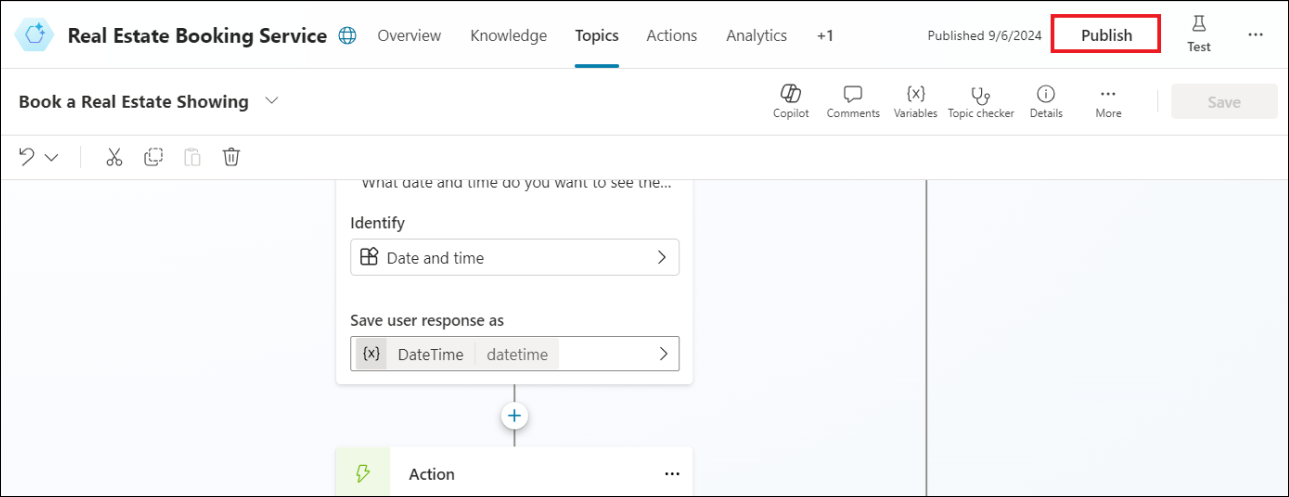 Real Estate Booking Service Overview Knowledge Topics Actions Analytics +1 Published 9/6/2024 Publish Test
Book a Real Estate Showing Copilot Comments {x} Variables Topic checker Details More Save
What date and time do you want to see the...
Identify
Date and time
Save user response as
{x} DateTime datetime
Action